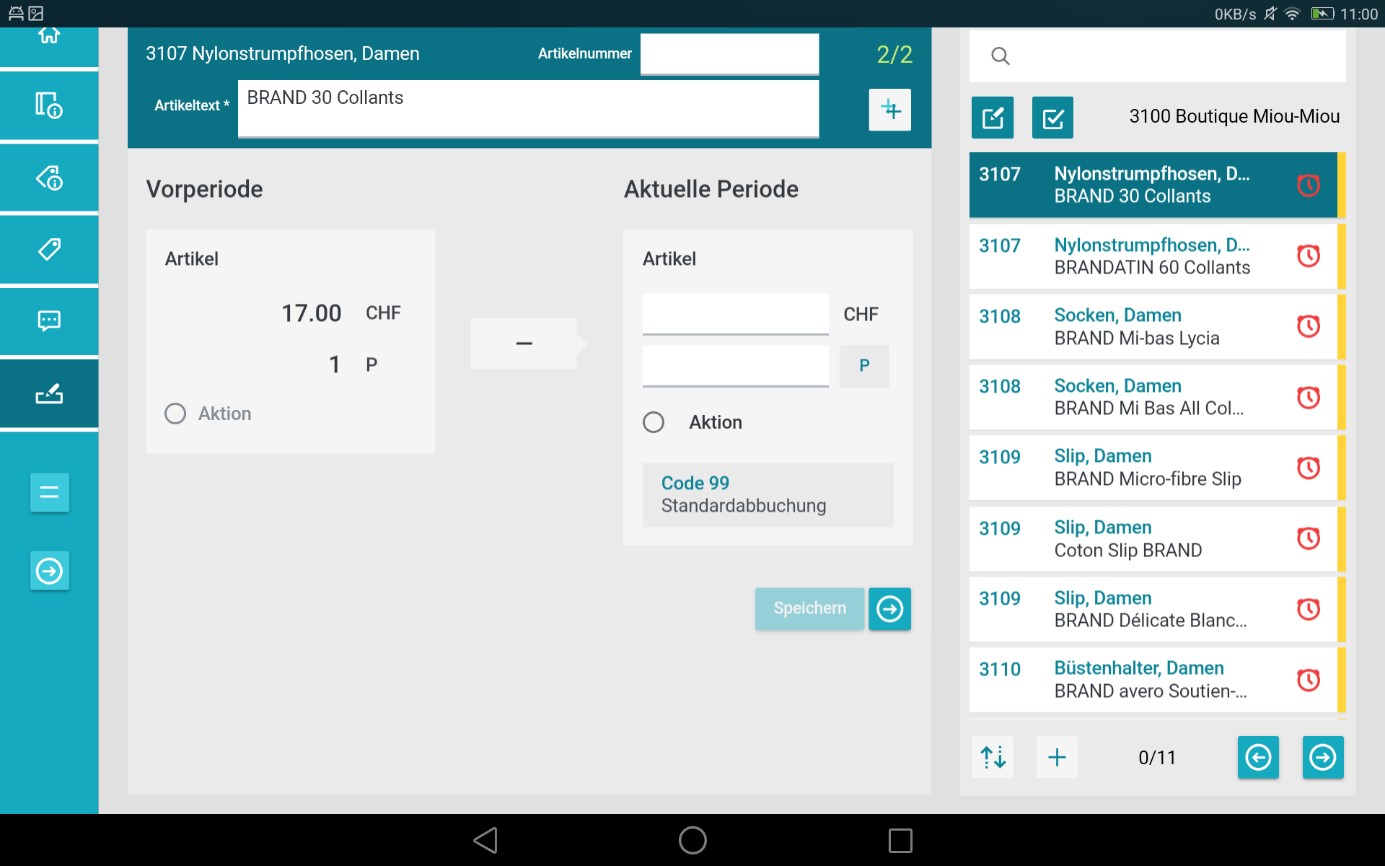 0KB/s 11:00
3107 Nylonstrumpfhosen, Damen
Artikelnummer
2/2
Artikeltext *
BRAND 30 Collants
Vorperiode
Artikel
17.00 CHF
1 P
Aktion
–
Aktuelle Periode
Artikel
CHF
P
Aktion
Code 99
Standardabbuchung
Speichern
3100 Boutique Miou-Miou
3107 Nylonstrumpfhosen, D...
BRAND 30 Collants
3107 Nylonstrumpfhosen, D...
BRANDATIN 60 Collants
3108 Socken, Damen
BRAND Mi-bas Lycia
3108 Socken, Damen
BRAND Mi Bas All Col...
3109 Slip, Damen
BRAND Micro-fibre Slip
3109 Slip, Damen
Coton Slip BRAND
3109 Slip, Damen
BRAND Délicate Blanc...
3110 Büstenhalter, Damen
BRAND avero Soutien-...
0/11